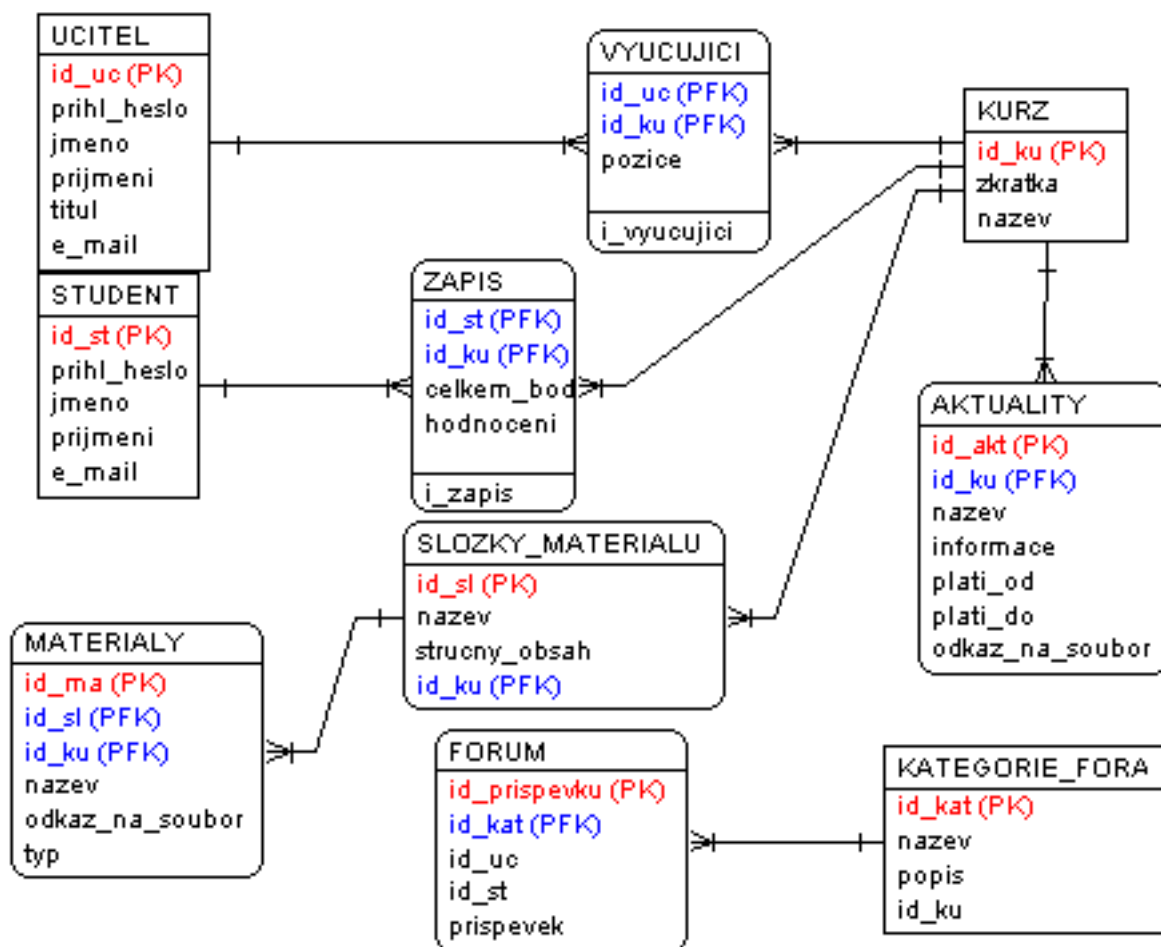 UCITEL
id_uc (PK)
prihl_heslo
jmeno
prijmeni
titul
e_mail
VYUCUJICI
id_uc (PFK)
id_ku (PFK)
pozice
i_vyucujici
KURZ
id_ku (PK)
zkratka
nazev
STUDENT
id_st (PK)
prihl_heslo
jmeno
prijmeni
e_mail
ZAPIS
id_st (PFK)
id_ku (PFK)
celkem_bod
hodnoceni
i_zapis
AKTUALITY
id_akt (PK)
id_ku (PFK)
nazev
informace
plati_od
plati_do
odkaz_na_soubor
SLOZKY_MATERIALU
id_sl (PK)
nazev
strucny_obsah
id_ku (PFK)
MATERIALY
id_ma (PK)
id_sl (PFK)
id_ku (PFK)
nazev
odkaz_na_soubor
typ
FORUM
id_prispevku (PK)
id_kat (PFK)
id_uc
id_st
prispevek
KATEGORIE_FORA
id_kat (PK)
nazev
popis
id_ku